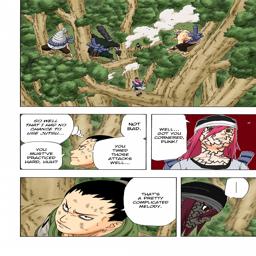 NOT
BAD.
SO WELL
THAT I HAD NO
CHANCE TO
USE JUTSU...
YOU
TIMED
THOSE
ATTACKS
WELL...
YOU
MUST'VE
PRACTICED
HARD, HUH?
WELL...
GOT YOU
CORNERED,
PUNK!
THAT'S
A PRETTY
COMPLICATED
MELODY.